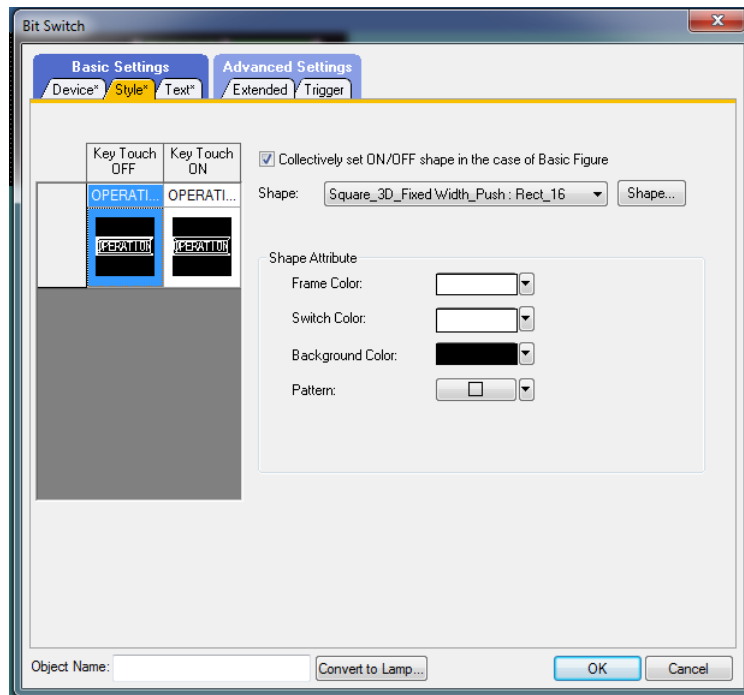 Bit Switch
Basic Settings
Advanced Settings
Device*
Style*
Text*
Extended
Trigger
Key Touch OFF
Key Touch ON
OPERATI...
OPERATI...
OPERATION
OPERATION
Collectively set ON/OFF shape in the case of Basic Figure
Shape: Square_3D_Fixed Width_Push : Rect_16 Shape...
Shape Attribute
Frame Color:
Switch Color:
Background Color:
Pattern:
Object Name:
Convert to Lamp...
OK
Cancel